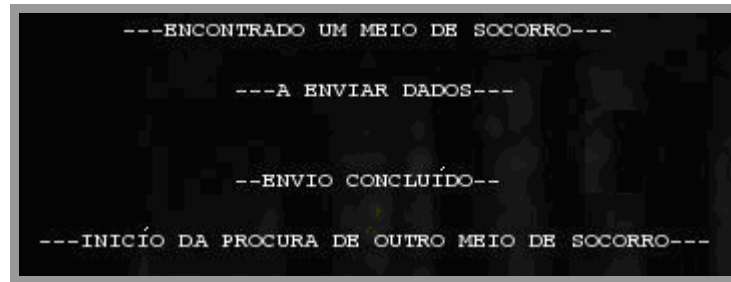 ---ENCONTRADO UM MEIO DE SOCORRO---
---A ENVIAR DADOS---
--ENVIO CONCLUÍDO--
---INICÍO DA PROCURA DE OUTRO MEIO DE SOCORRO---